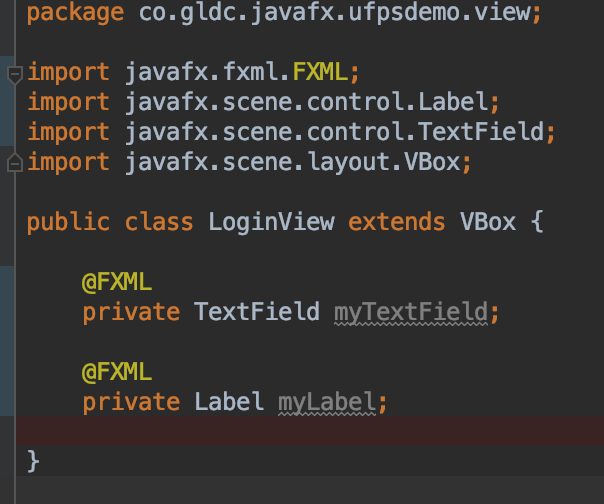 package co.gldc.javafx.ufpsdemo.view;
import javafx.fxml.FXML;
import javafx.scene.control.Label;
import javafx.scene.control.TextField;
import javafx.scene.layout.VBox;
public class LoginView extends VBox {
@FXML
private TextField myTextField;
@FXML
private Label myLabel;
}